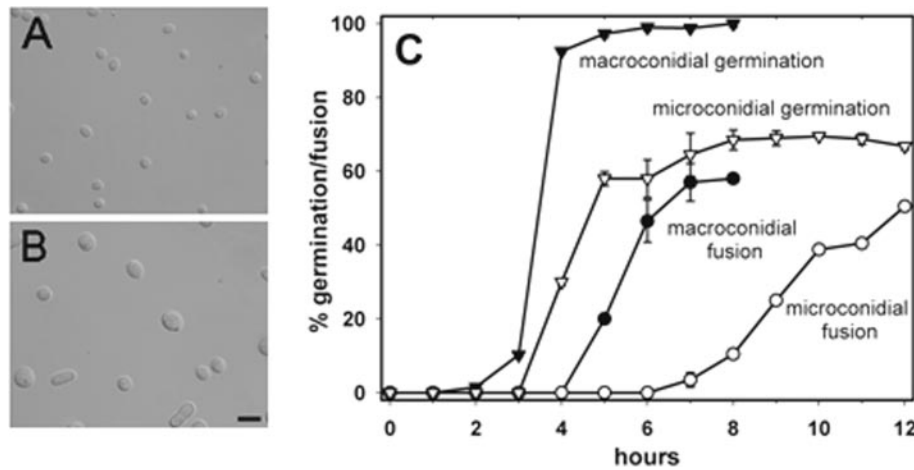 A
B
C
% germination/fusion
100
80
60
40
20
0
macroconidial germination
microconidial germination
macroconidial
fusion
microconidial
fusion
0 2 4 6 8 10 12
hours